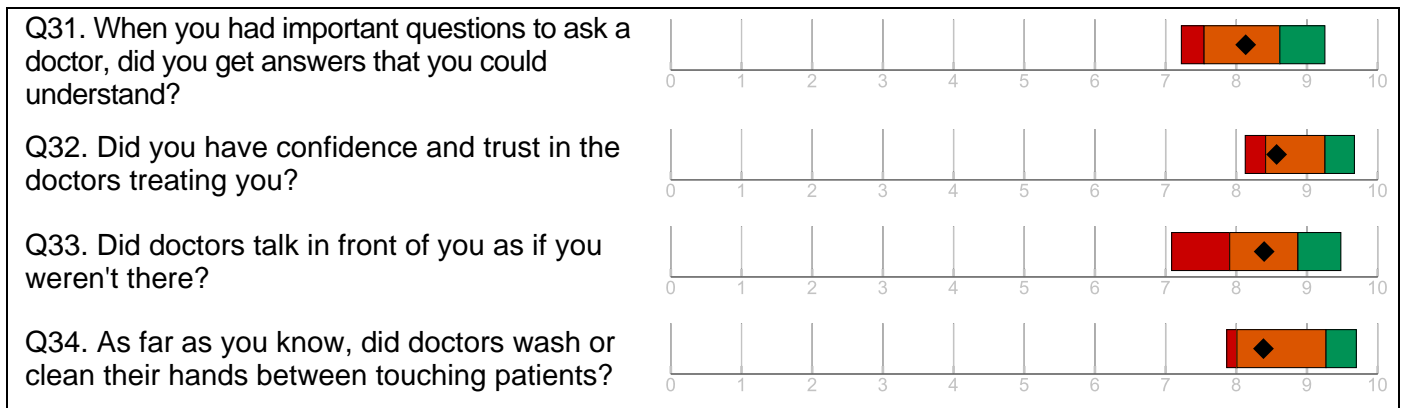 Q31. When you had important questions to ask a
doctor, did you get answers that you could
understand?
0 1 2 3 4 5 6 7 8 9 10
Q32. Did you have confidence and trust in the
doctors treating you?
0 1 2 3 4 5 6 7 8 9 10
Q33. Did doctors talk in front of you as if you
weren't there?
0 1 2 3 4 5 6 7 8 9 10
Q34. As far as you know, did doctors wash or
clean their hands between touching patients?
0 1 2 3 4 5 6 7 8 9 10